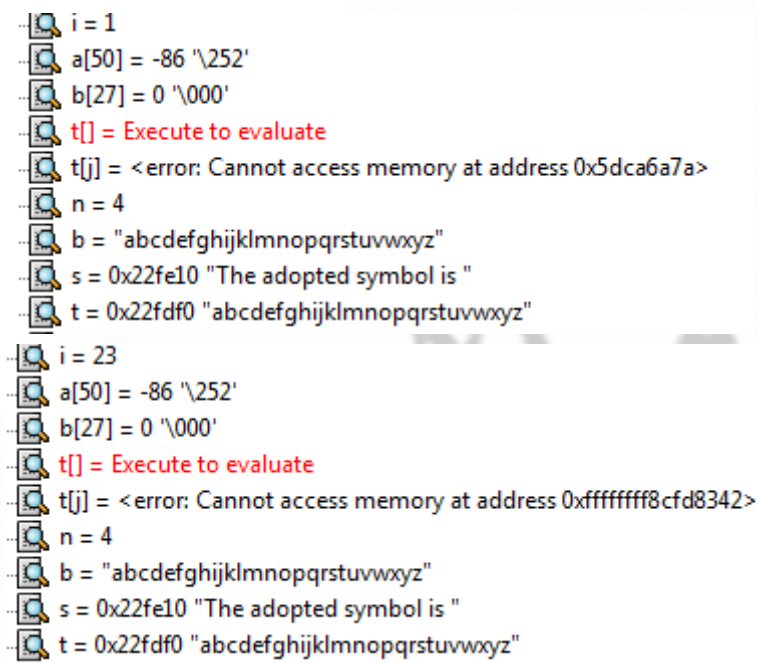 i = 1
a[50] = -86 '\252'
b[27] = 0 '\000'
t[] = Execute to evaluate
t[j] = <error: Cannot access memory at address 0x5dca6a7a>
n = 4
b = "abcdefghijklmnopqrstuvwxyz"
s = 0x22fe10 "The adopted symbol is "
t = 0x22fdf0 "abcdefghijklmnopqrstuvwxyz"
i = 23
a[50] = -86 '\252'
b[27] = 0 '\000'
t[] = Execute to evaluate
t[j] = <error: Cannot access memory at address 0xffffffff8cfd8342>
n = 4
b = "abcdefghijklmnopqrstuvwxyz"
s = 0x22fe10 "The adopted symbol is "
t = 0x22fdf0 "abcdefghijklmnopqrstuvwxyz"